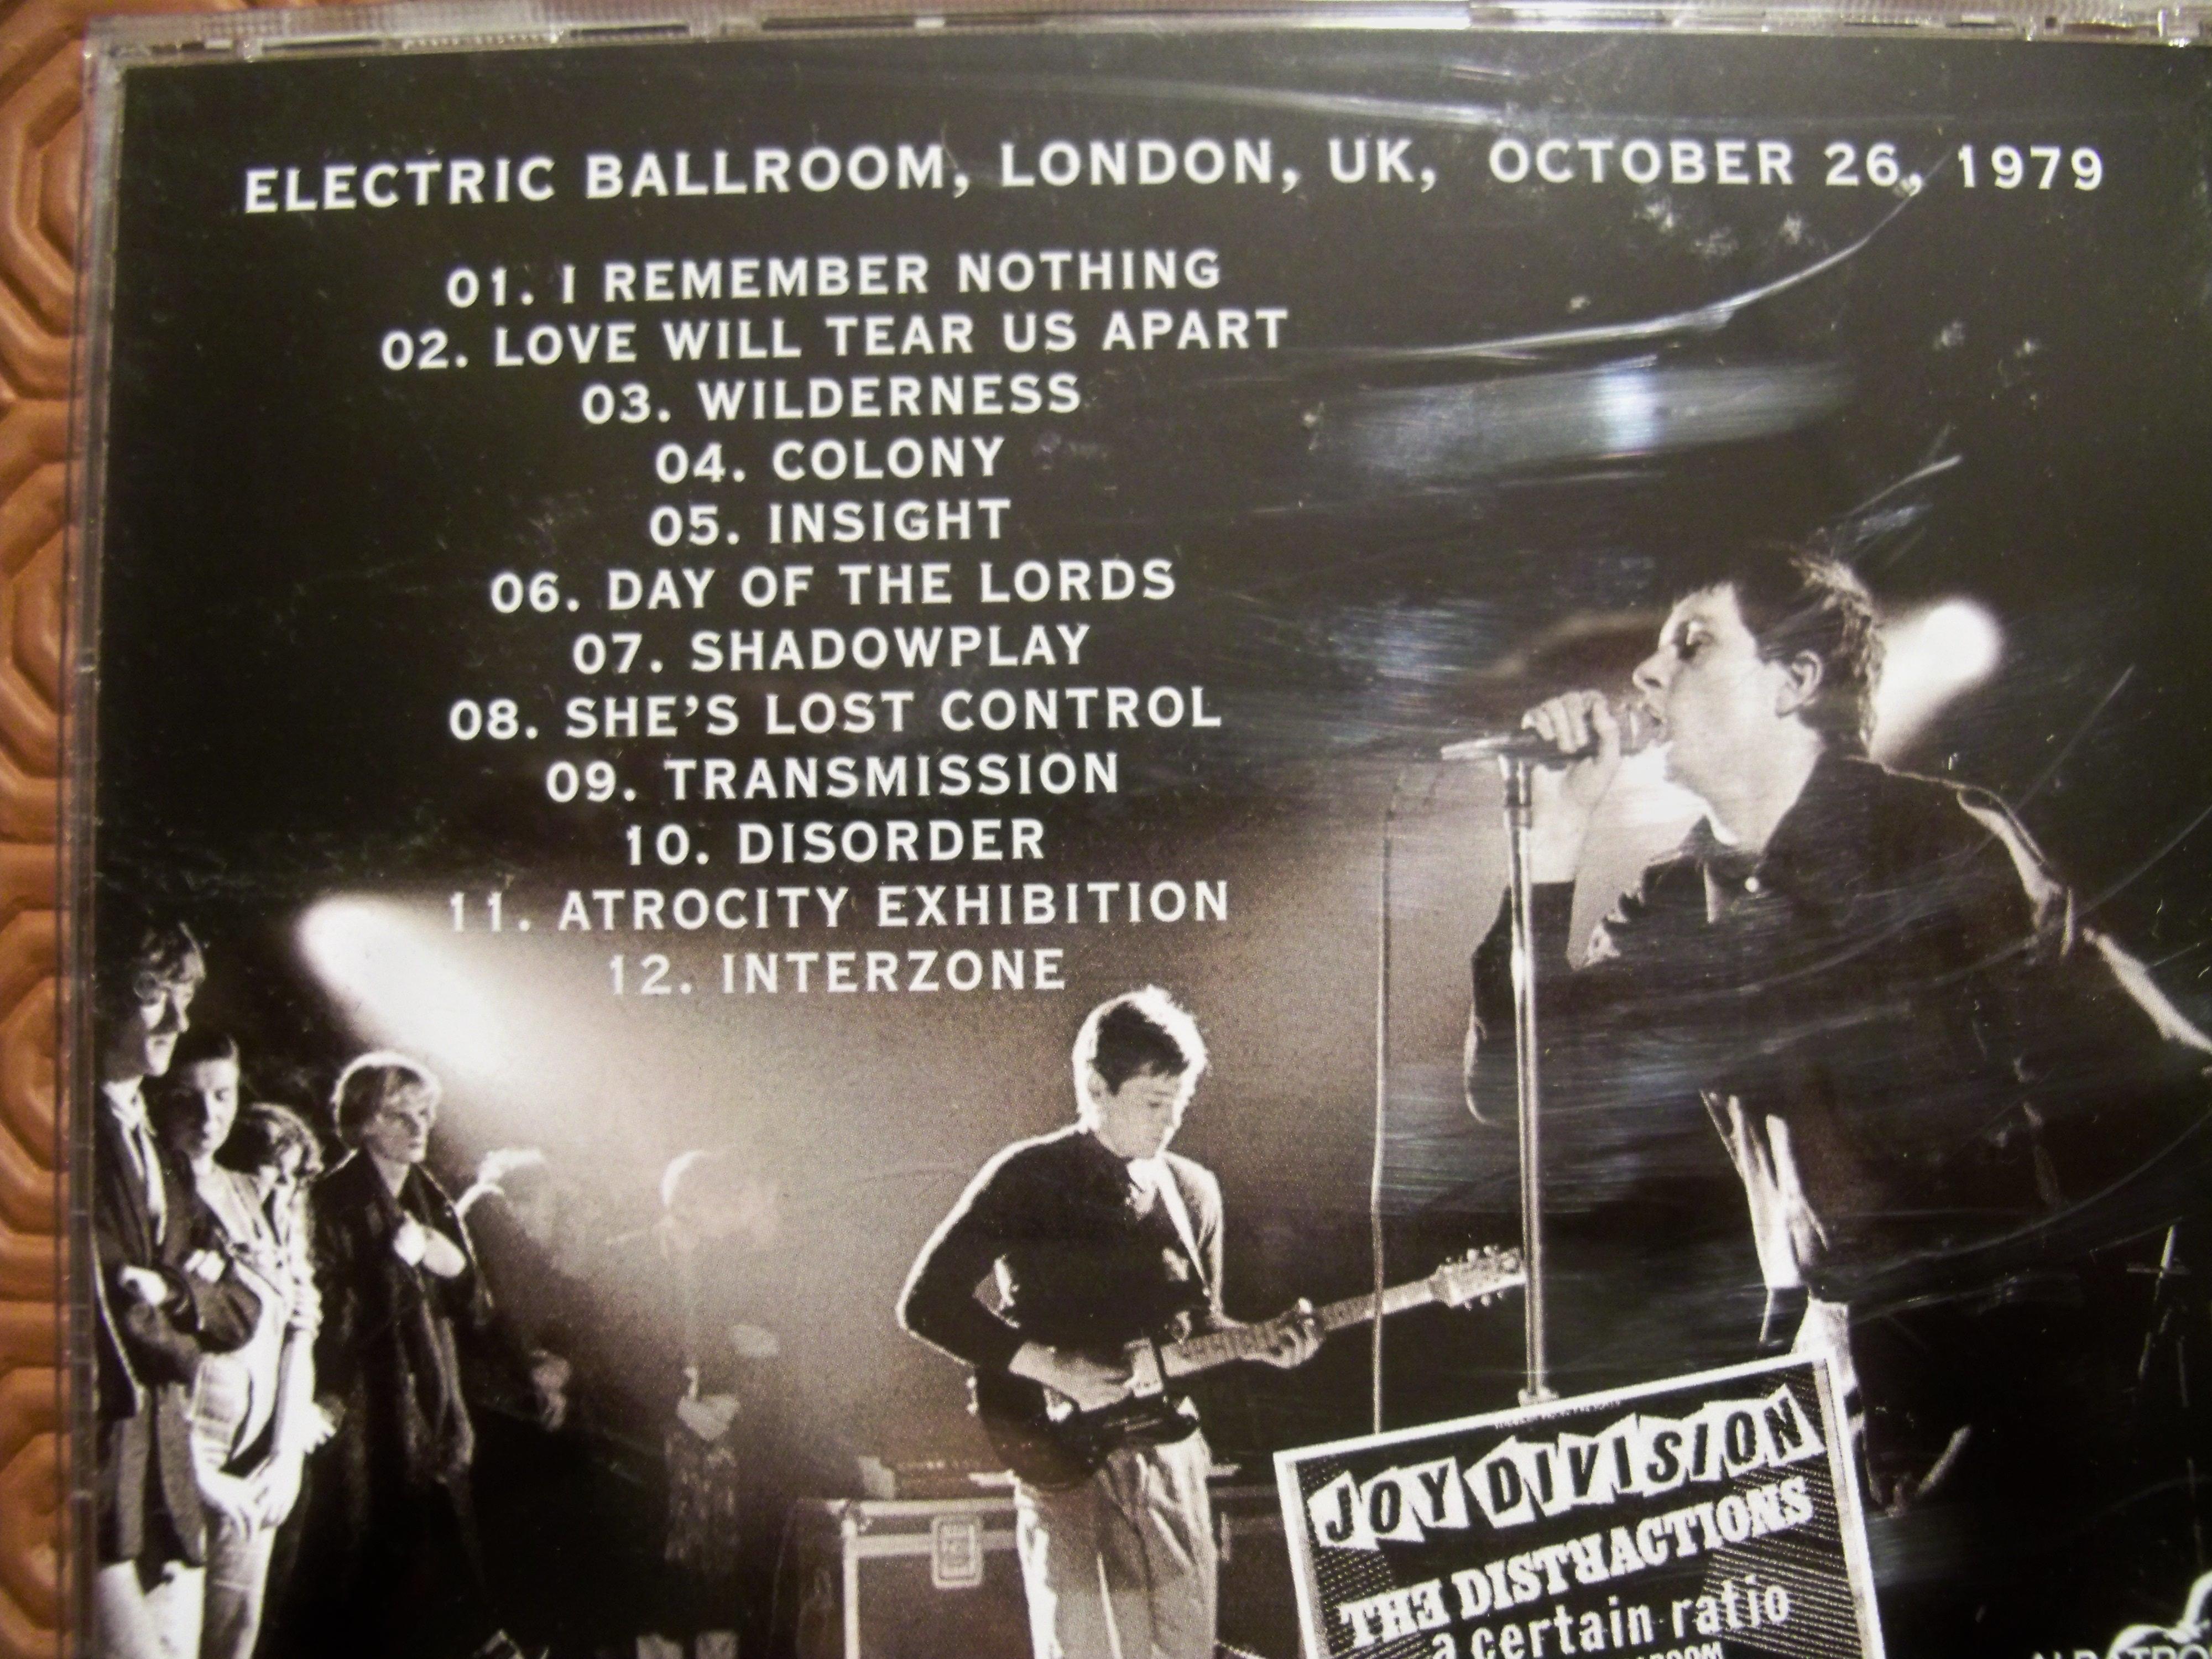 ELECTRIC BALLROOM, LONDON, UK, OCTOBER 26, 1979
01. I REMEMBER NOTHING
02. LOVE WILL TEAR US APART
03. WILDERNESS
04. COLONY
05. INSIGHT
06. DAY OF THE LORDS
07. SHADOWPLAY
08. SHE'S LOST CONTROL
09. TRANSMISSION
10. DISORDER
11. ATROCITY EXHIBITION
12. INTERZONE
JOY DIVISION
THE DISTRACTIONS
a certain ratio